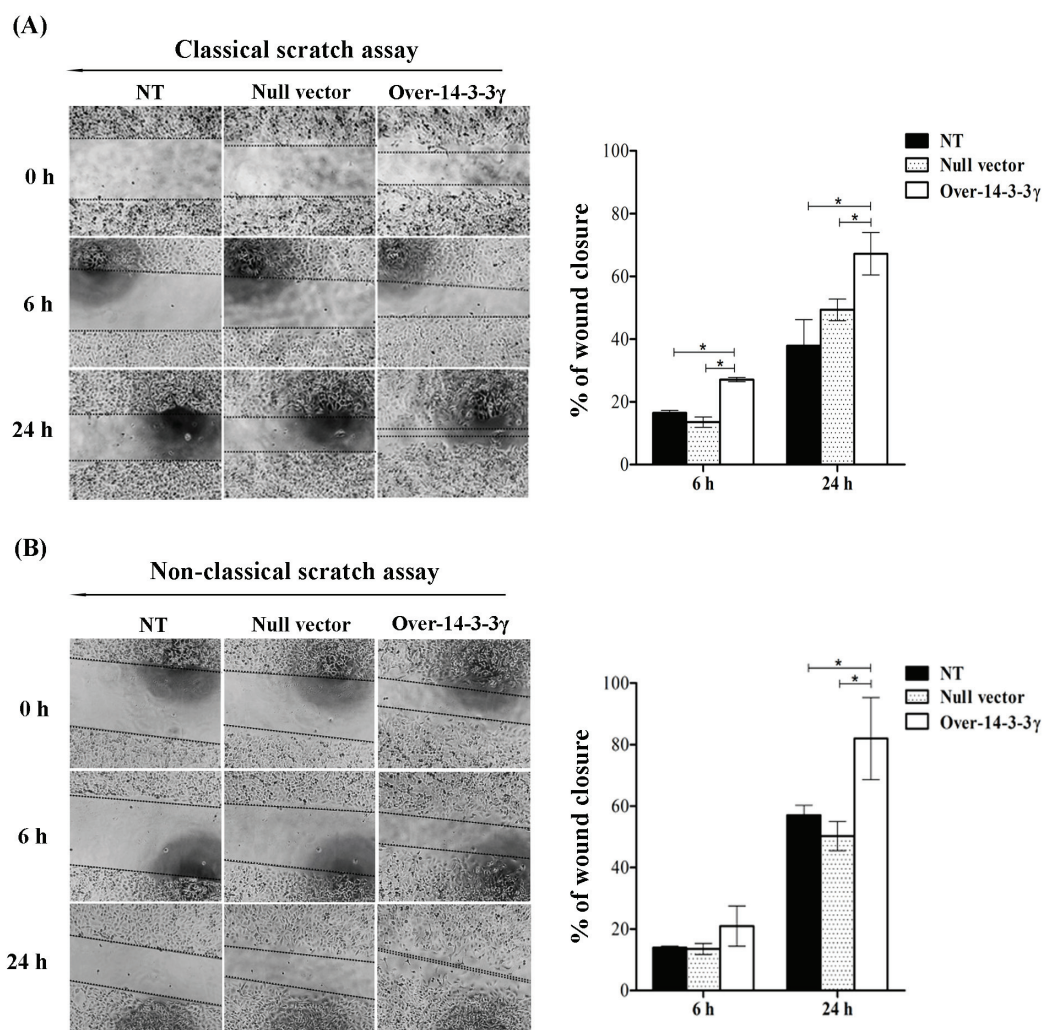 (A)
Classical scratch assay
NT Null vector Over-14-3-3γ
0 h
6 h
24 h
% of wound closure
100
80
60
40
20
0
* *
* *
6 h 24 h
NT
Null vector
Over-14-3-3γ
(B)
Non-classical scratch assay
NT Null vector Over-14-3-3γ
0 h
6 h
24 h
% of wound closure
100
80
60
40
20
0
*
*
6 h 24 h
NT
Null vector
Over-14-3-3γ